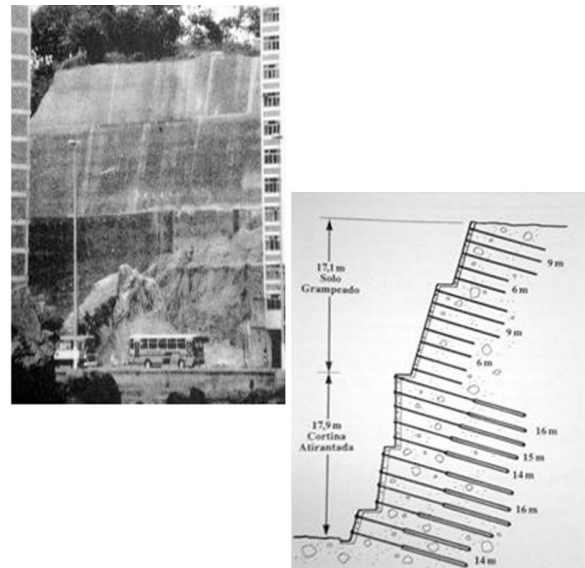 9 m
17,1 m
Solo
Grampeado
6 m
9 m
6 m
16 m
17,9 m
Cortina
Atirantada
15 m
14 m
16 m
14 m